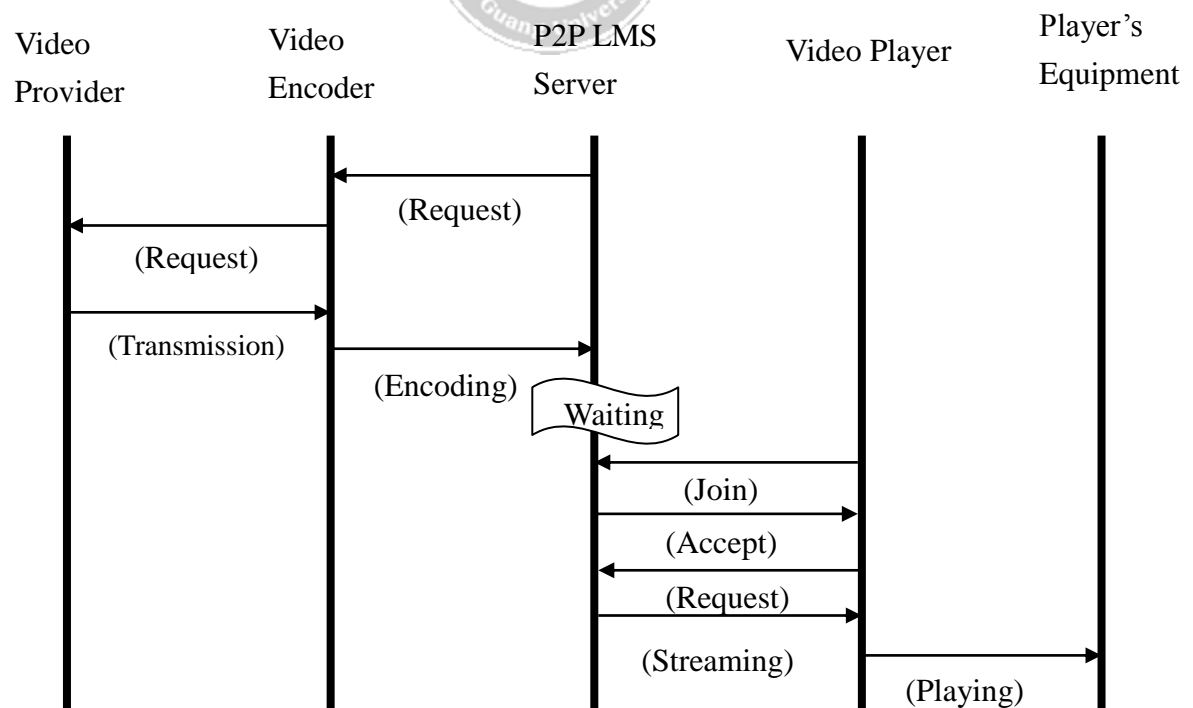 Video
Provider
Video
Encoder
P2P LMS
Server
Video Player
Player’s
Equipment
(Request)
(Request)
(Transmission)
(Encoding)
Waiting
(Join)
(Accept)
(Request)
(Streaming)
(Playing)